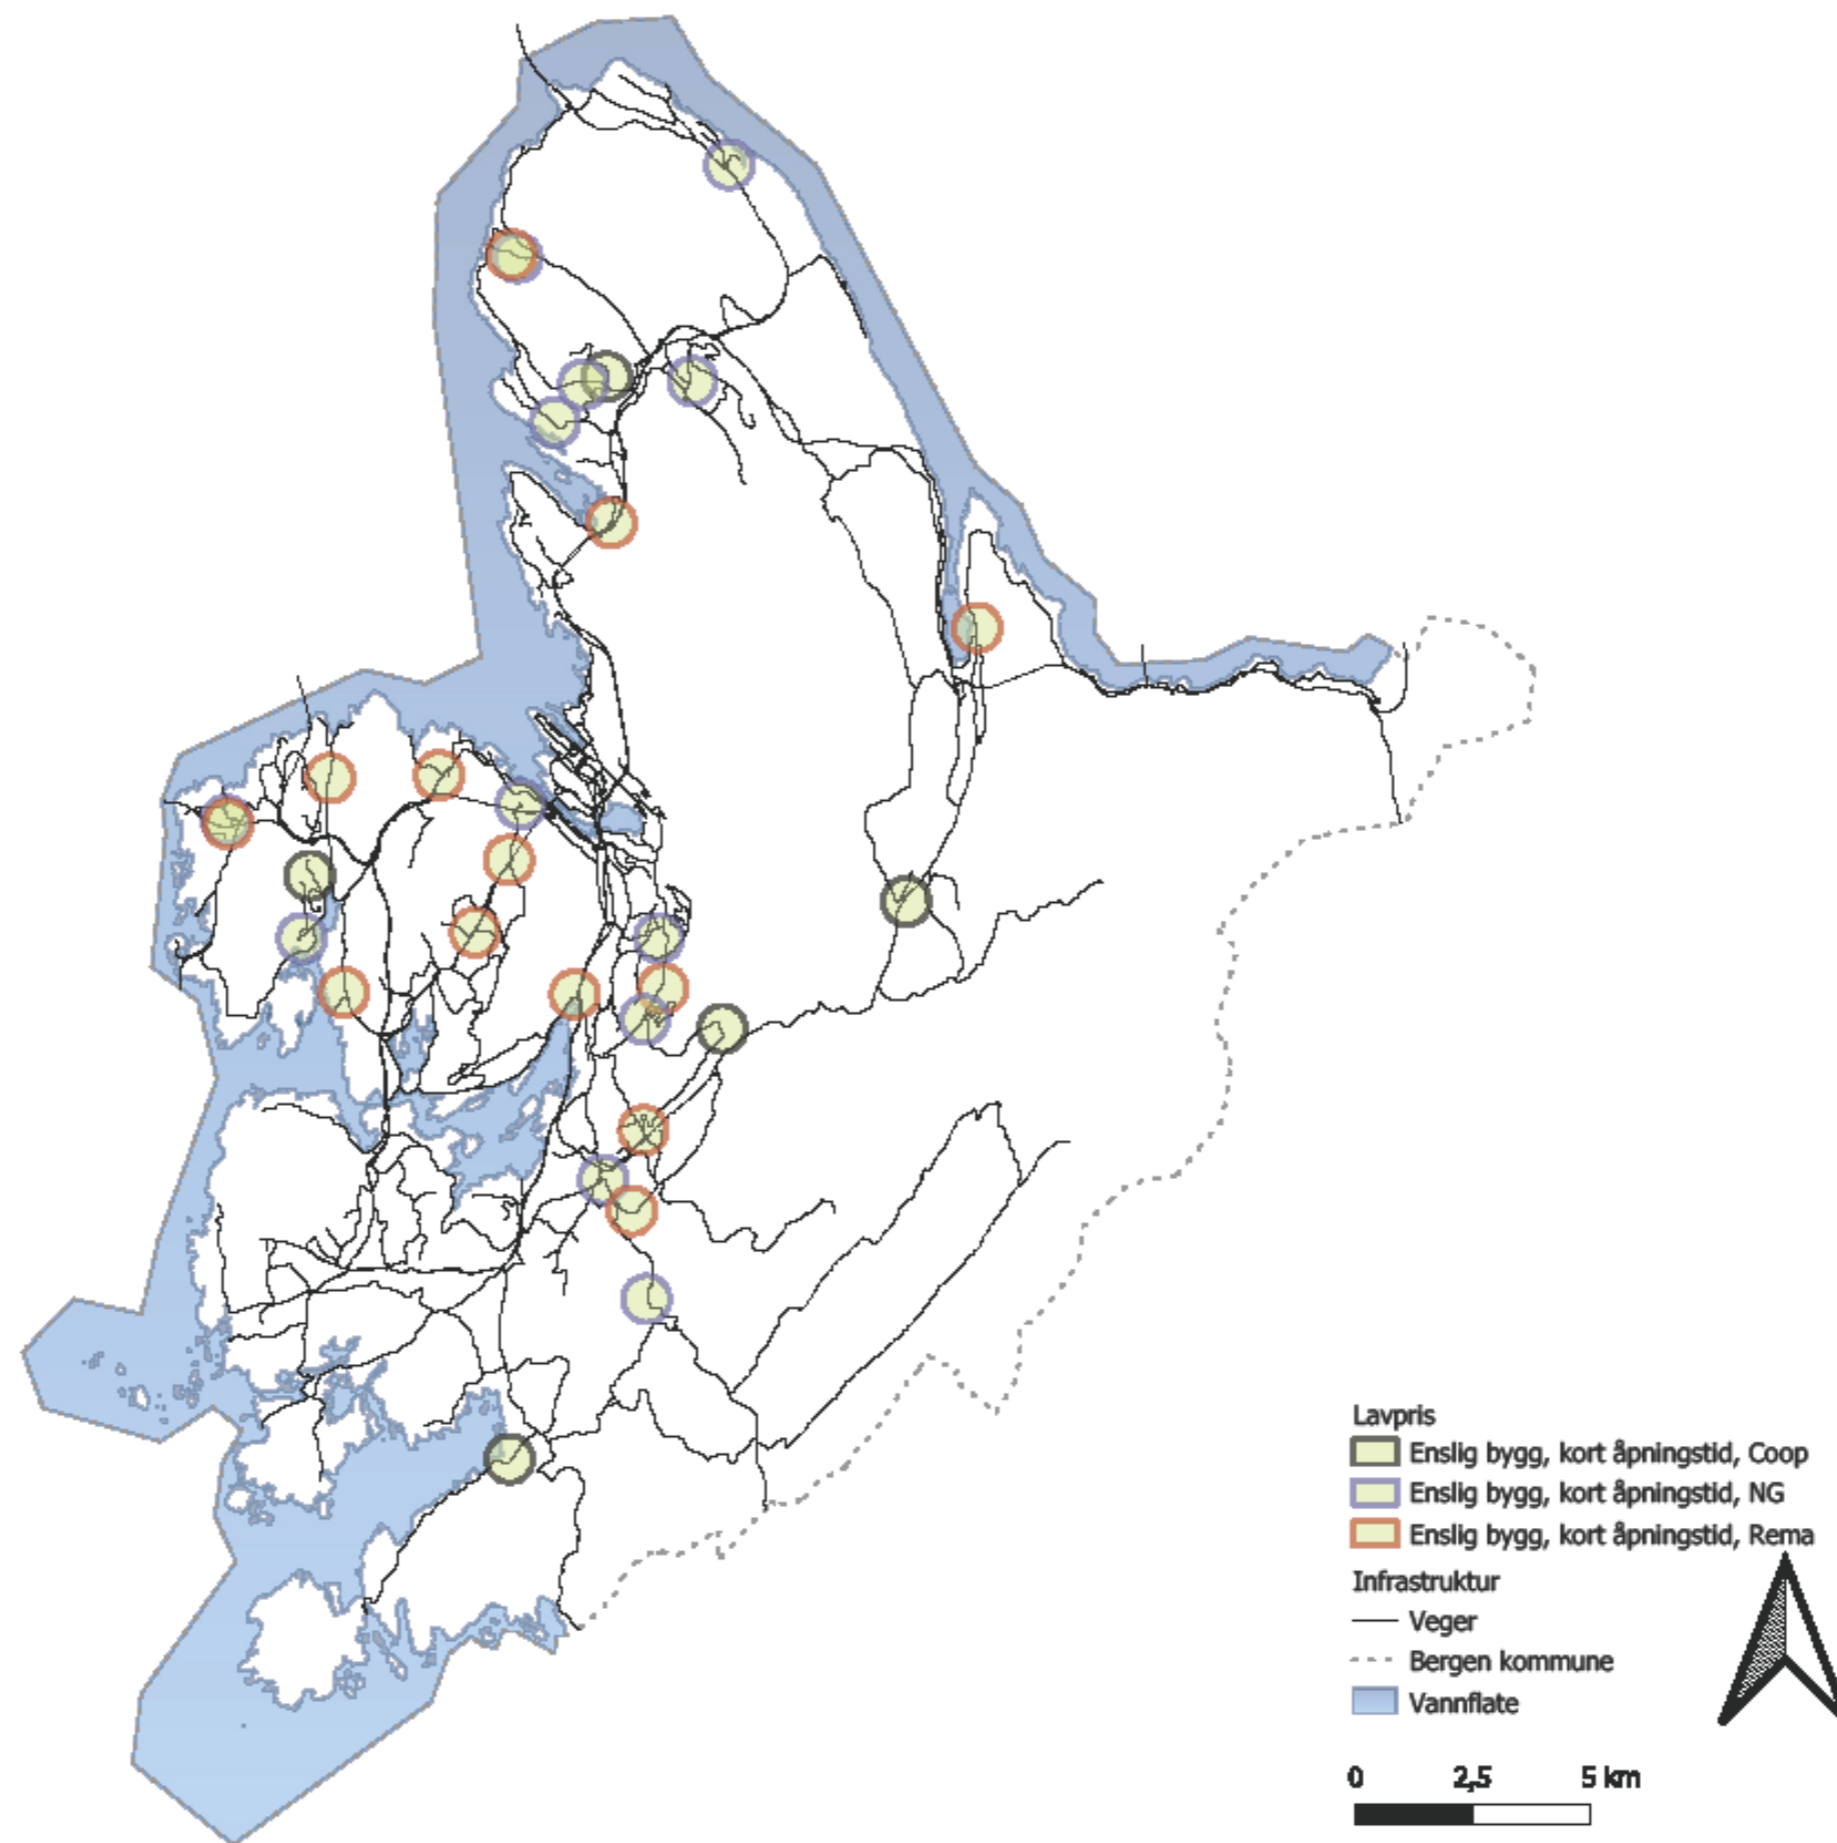 Lavpris
Enslig bygg, kort åpningstid, Coop
Enslig bygg, kort åpningstid, NG
Enslig bygg, kort åpningstid, Rema
Infrastruktur
Veger
Bergen kommune
Vannflate
0 2,5 5 km